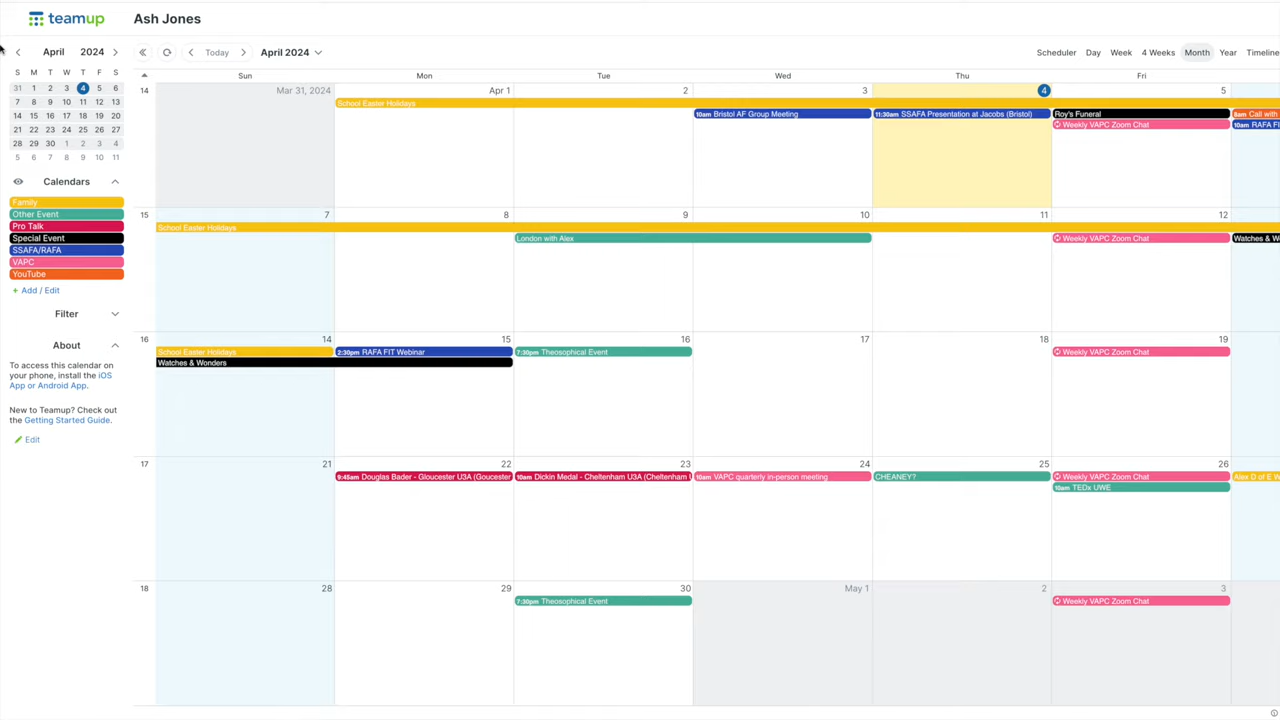 teamup
Ash Jones
April 2024
Today
April 2024
Scheduler Day Week 4 Weeks Month Year Timeline
S M T W T F S
31 1 2 3 4 5 6
7 8 9 10 11 12 13
14 15 16 17 18 19 20
21 22 23 24 25 26 27
28 29 30 1 2 3 4
5 6 7 8 9 10 11
Calendars
Family
Other Event
Pro Talk
Special Event
SSAFA/RAFA
VAPC
YouTube
+ Add / Edit
Filter
About
To access this calendar on
your phone, install the iOS
App or Android App.
New to Teamup? Check out
the Getting Started Guide.
Edit
Sun Mon Tue Wed Thu Fri
14 Mar 31, 2024 Apr 1 2 3 4 5
School Easter Holidays
10am Bristol AF Group Meeting
11:30am SSAFA Presentation at Jacobs (Bristol)
Roy's Funeral
8am Call with
Weekly VAPC Zoom Chat
10am RAFA FI
15 7 8 9 10 11 12
School Easter Holidays
London with Alex
Weekly VAPC Zoom Chat
Watches & W
16 14 15 16 17 18 19
School Easter Holidays
2:30pm RAFA FIT Webinar
7:30pm Theosophical Event
Weekly VAPC Zoom Chat
Watches & Wonders
17 21 22 23 24 25 26
9:45am Douglas Bader - Gloucester U3A (Goucester
10am Dickin Medal - Cheltenham U3A (Cheltenham
10am VAPC quarterly in-person meeting
CHEANEY?
Weekly VAPC Zoom Chat
Alex D of E W
10am TEDx UWE
18 28 29 30 May 1 2 3
7:30pm Theosophical Event
Weekly VAPC Zoom Chat